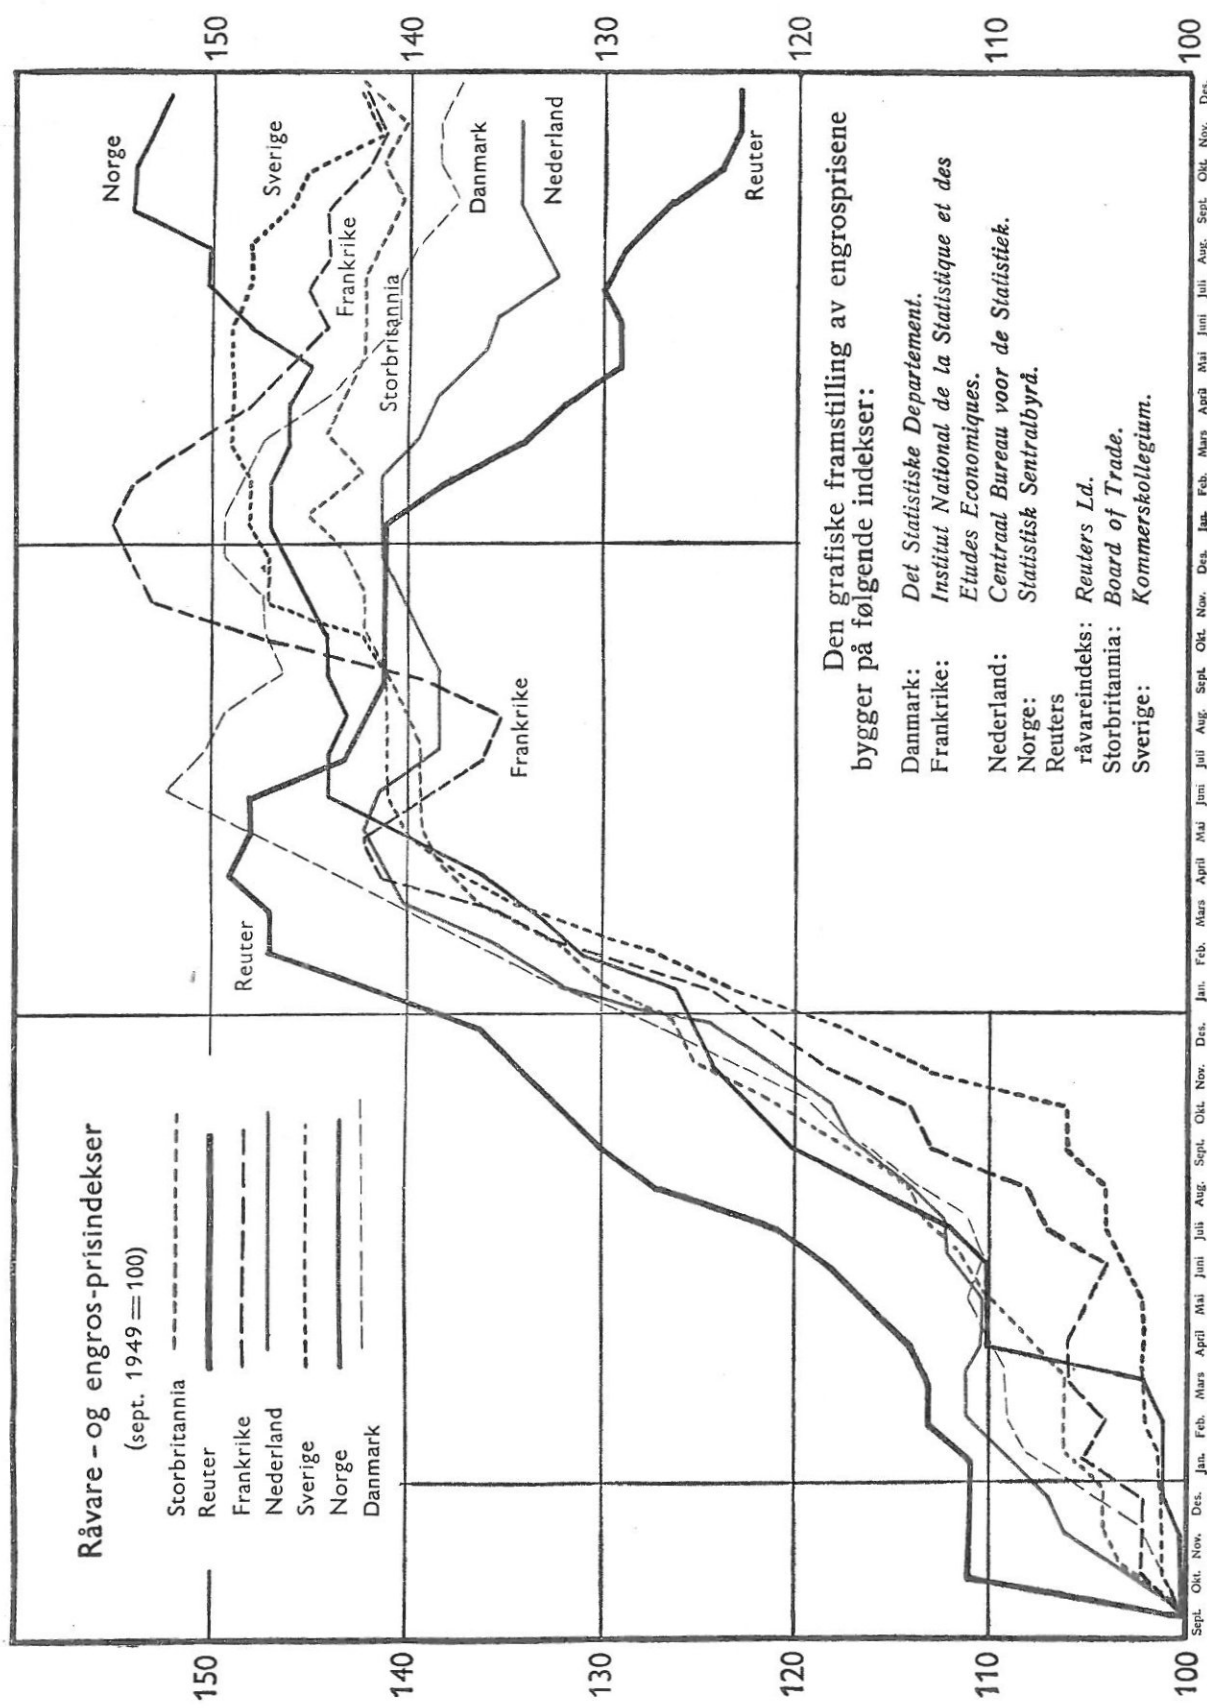 Råvare - og engros-prisindekser
(sept. 1949 = 100)
Storbritannia
Reuter
Frankrike
Nederland
Sverige
Norge
Danmark
150
140
130
120
110
100
150
140
130
120
110
100
Reuter
Frankrike
Norge
Sverige
Frankrike
Storbritannia
Danmark
Nederland
Reuter
Den grafiske framstilling av engrosprisene
bygger på følgende indekser:
Danmark: Det Statistiske Departement.
Frankrike: Institut National de la Statistique et des
Etudes Economiques.
Nederland: Centraal Bureau voor de Statistiek.
Norge: Statistisk Sentralbyrå.
Reuters
råvareindeks: Reuters Ld.
Storbritannia: Board of Trade.
Sverige: Kommerskollegium.
Sept. Okt. Nov. Des. Jan. Feb. Mars April Mai Juni Juli Aug. Sept. Okt. Nov. Des. Jan. Feb. Mars April Mai Juni Juli Aug. Sept. Okt. Nov. Des. Jan. Feb. Mars April Mai Juni Juli Aug. Sept. Okt. Nov. Des.